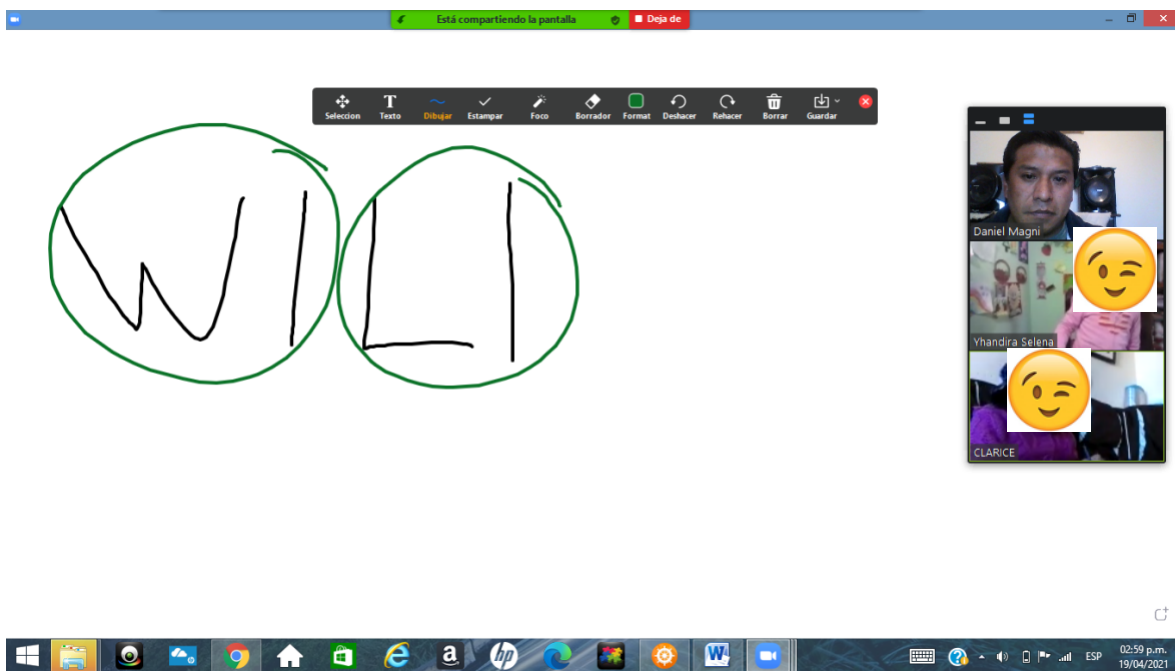 Está compartiendo la pantalla
Deja de
Seleccion Texto Dibujar Estampar Foco Borrador Format Deshacer Rehacer Borrar Guardar
WI LI
Daniel Magni
Yhandira Selena
CLARICE
ESP
02:59 p.m.
19/04/2021